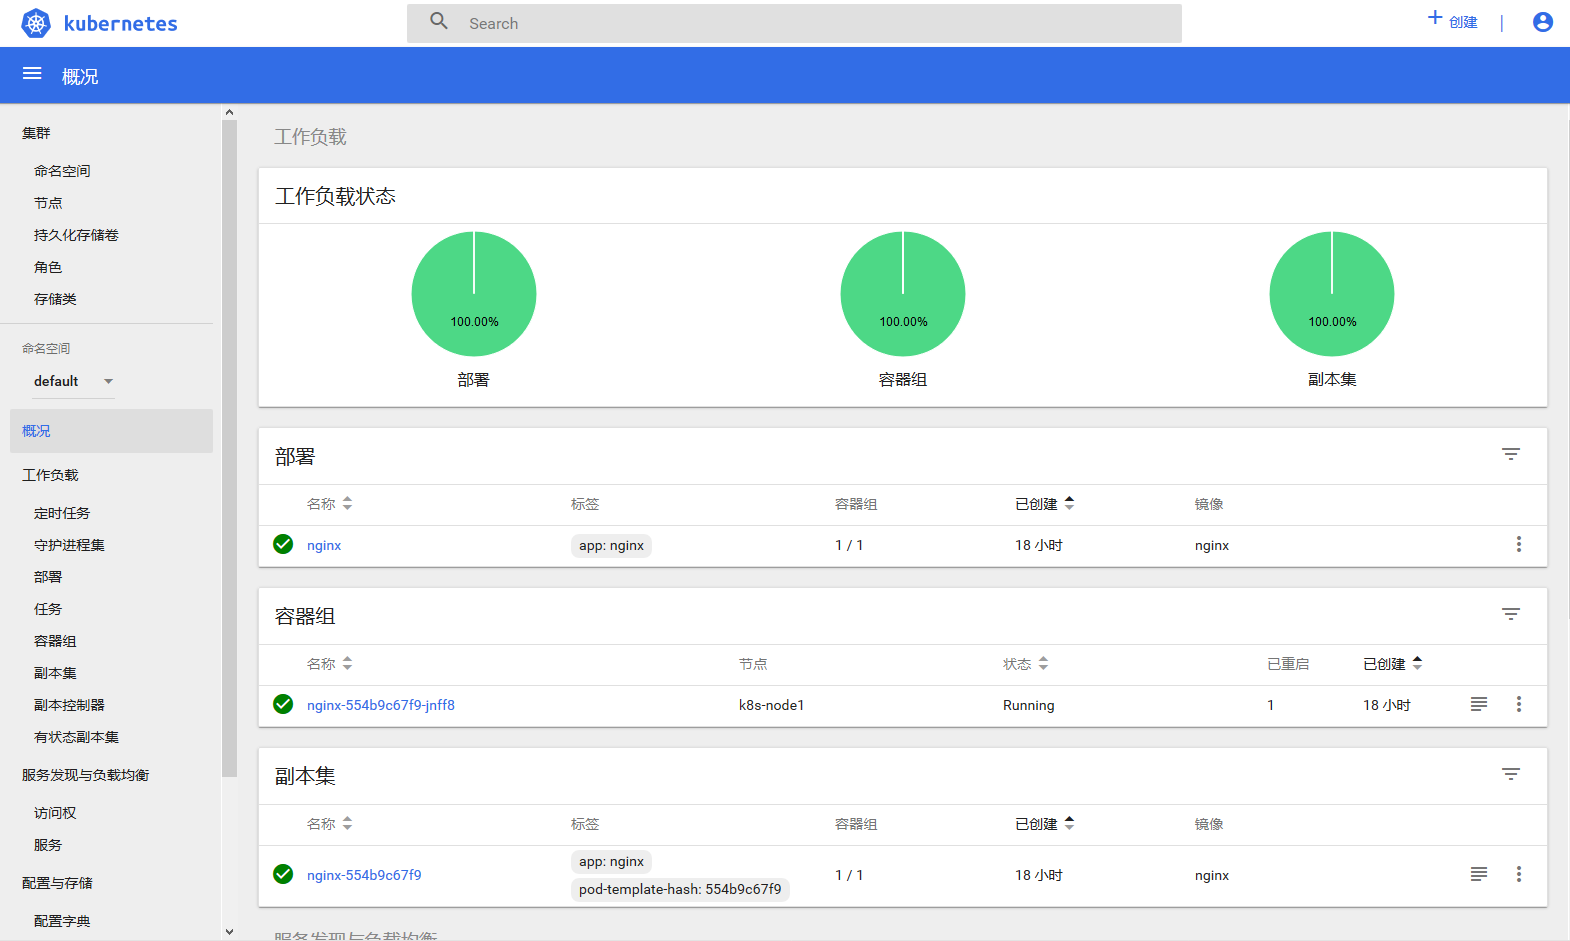 kubernetes
Search
创建
概况
集群
命名空间
节点
持久化存储卷
角色
存储类
命名空间
default
概况
工作负载
定时任务
守护进程集
部署
任务
容器组
副本集
副本控制器
有状态副本集
服务发现与负载均衡
访问权
服务
配置与存储
配置字典
工作负载
工作负载状态
100.00% 100.00% 100.00%
部署 容器组 副本集
部署
名称 标签 容器组 已创建 镜像
nginx app: nginx 1 / 1 18 小时 nginx
容器组
名称 节点 状态 已重启 已创建
nginx-554b9c67f9-jnff8 k8s-node1 Running 1 18 小时
副本集
名称 标签 容器组 已创建 镜像
nginx-554b9c67f9 app: nginx 1 / 1 18 小时 nginx
pod-template-hash: 554b9c67f9
服务发现与负载均衡